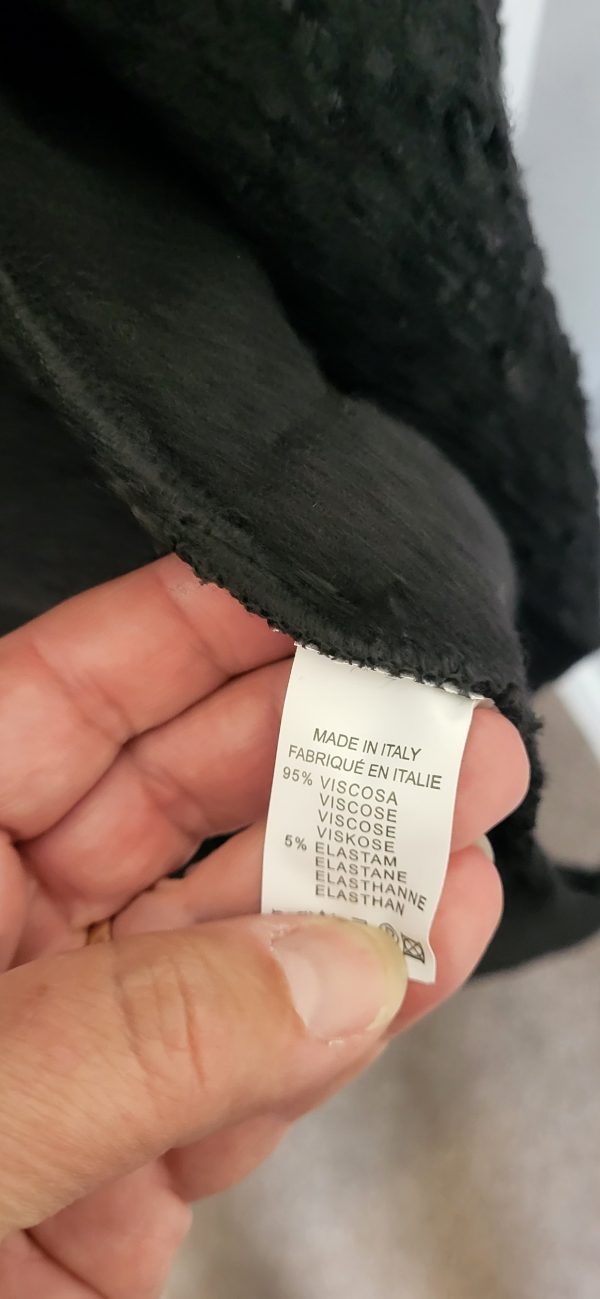 MADE IN ITALY
FABRIQUÉ EN ITALIE
95% VISCOSA
VISCOSE
VISCOSE
VISKOSE
5% ELASTAM
ELASTANE
ELASTHANNE
ELASTHAN